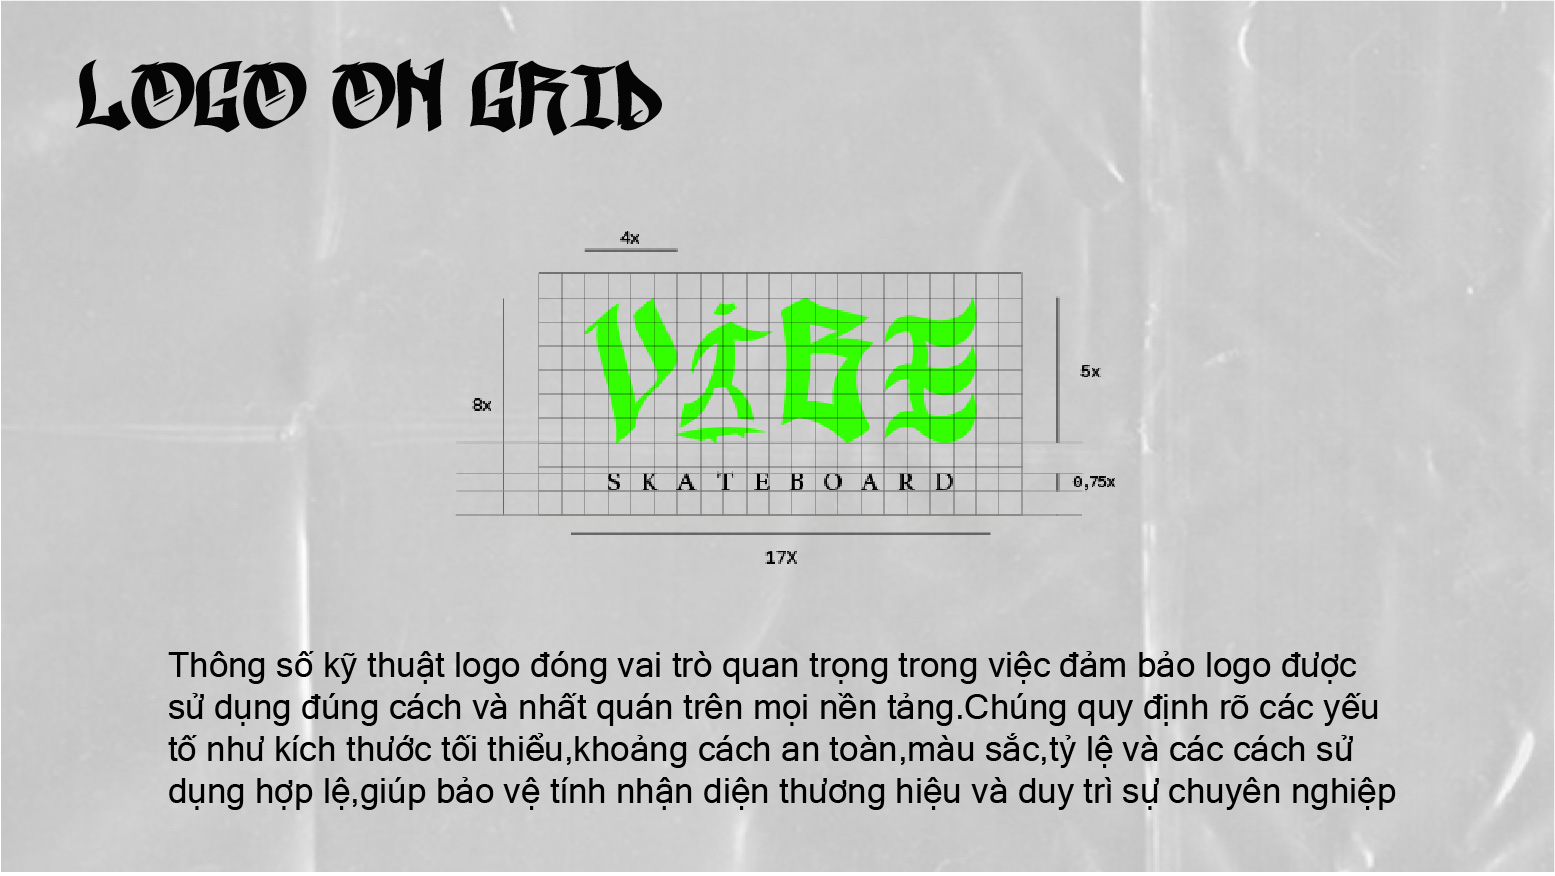 LOGO ON GRID
4x
ViBE
5x
8x
SKATEBOARD
0,75x
17X
Thông số kỹ thuật logo đóng vai trò quan trọng trong việc đảm bảo logo được
sử dụng đúng cách và nhất quán trên mọi nền tảng.Chúng quy định rõ các yếu
tố như kích thước tối thiểu,khoảng cách an toàn,màu sắc,tỷ lệ và các cách sử
dụng hợp lệ,giúp bảo vệ tính nhận diện thương hiệu và duy trì sự chuyên nghiệp